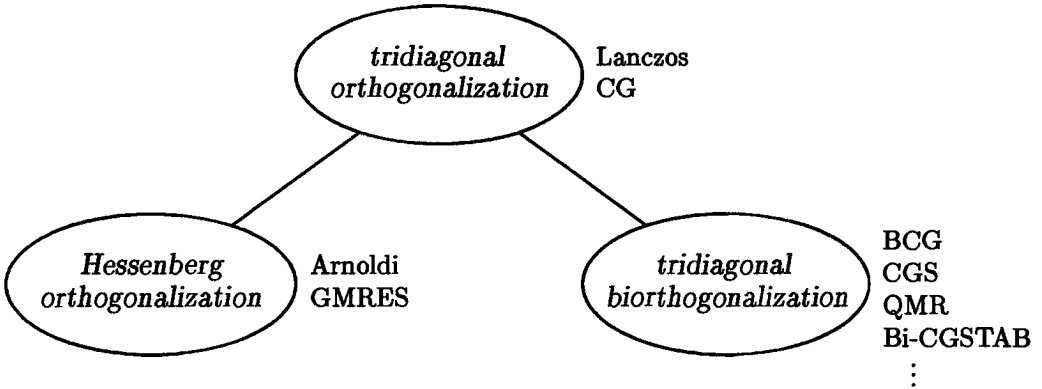 tridiagonal
orthogonalization
Lanczos
CG
Hessenberg
orthogonalization
Arnoldi
GMRES
tridiagonal
biorthogonalization
BCG
CGS
QMR
Bi-CGSTAB
⋮